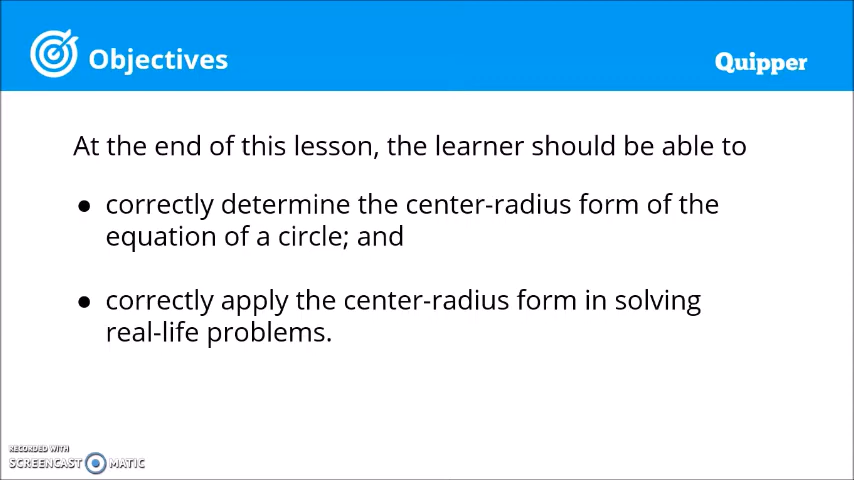 Objectives
Quipper
At the end of this lesson, the learner should be able to
● correctly determine the center-radius form of the
equation of a circle; and
● correctly apply the center-radius form in solving
real-life problems.
RECORDED WITH
SCREENCAST MATIC